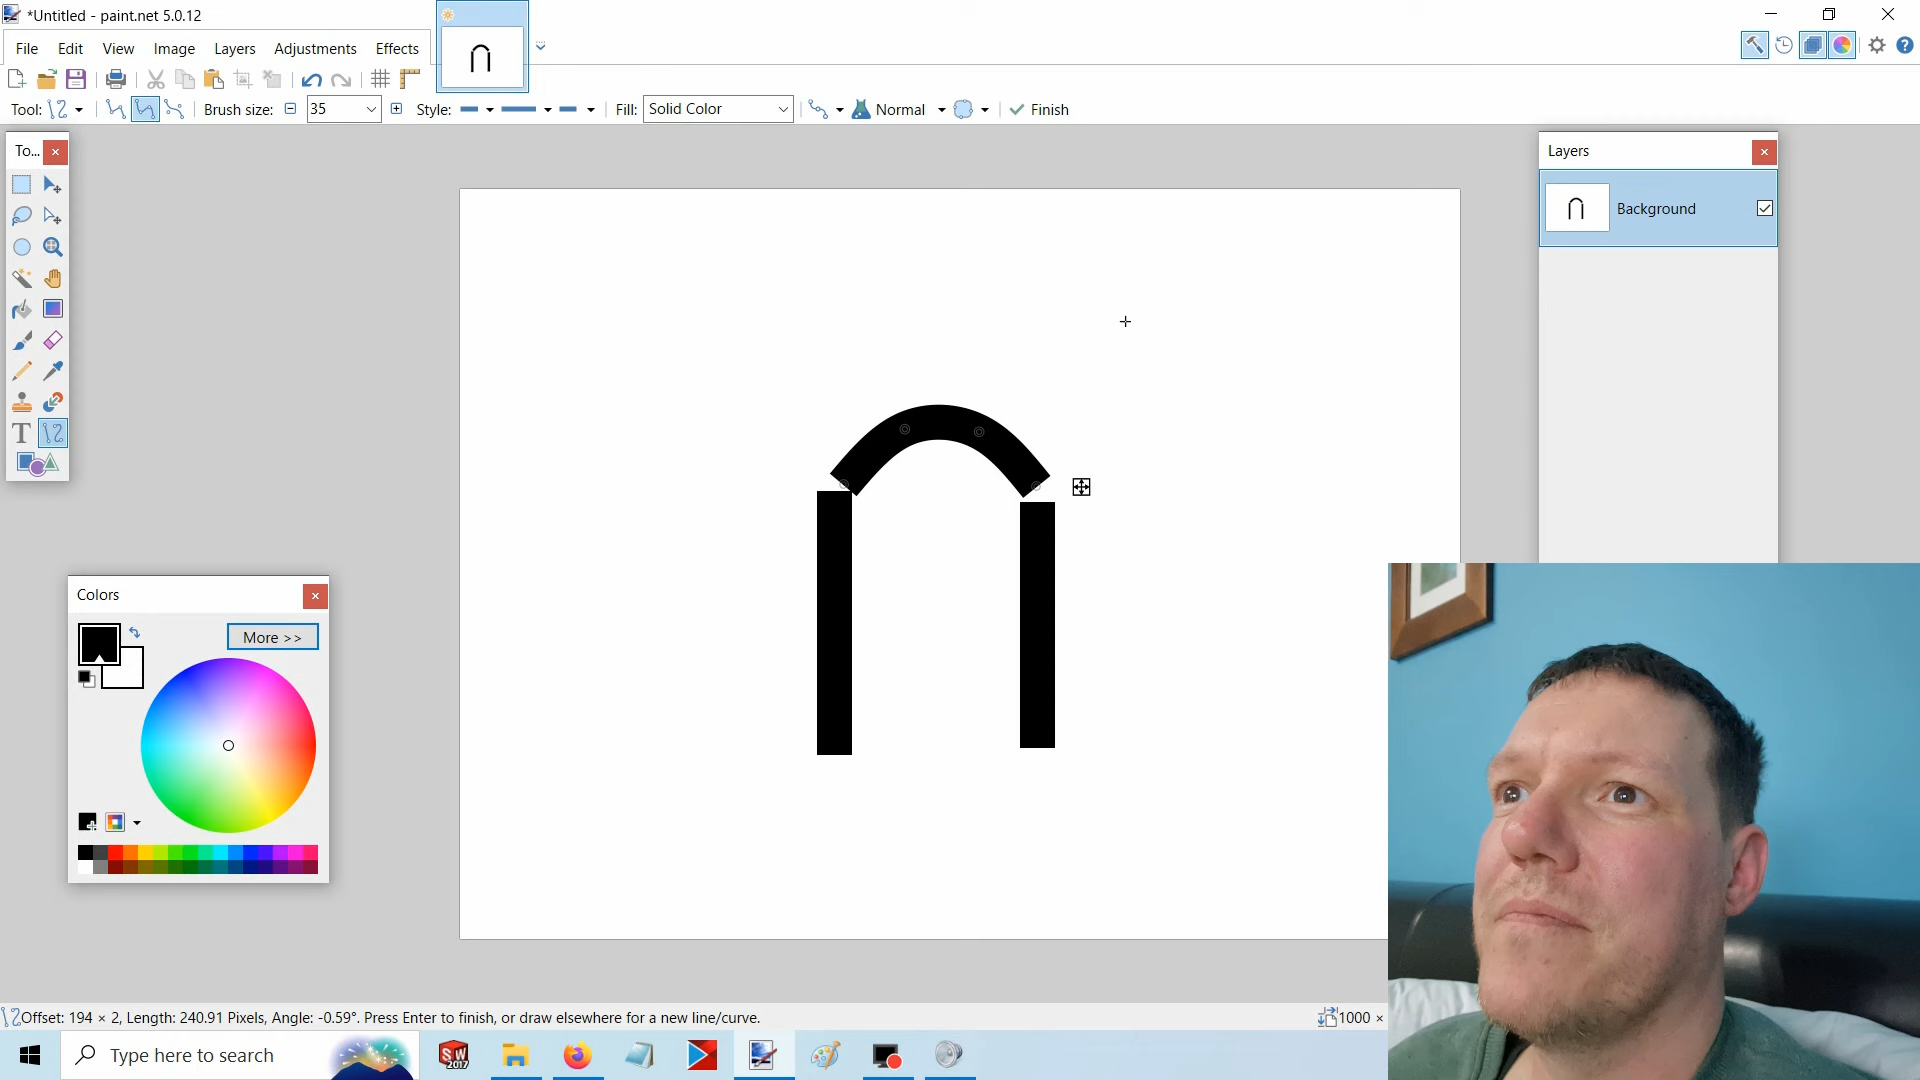 *Untitled - paint.net 5.0.12
File Edit View Image Layers Adjustments Effects
Tool: Brush size: 35 Style: Fill: Solid Color Normal Finish
To...
T
Layers
Background
Colors
More >>
Offset: 194 × 2, Length: 240.91 Pixels, Angle: -0.59°. Press Enter to finish, or draw elsewhere for a new line/curve.
1000 ×
Type here to search
SW
2017